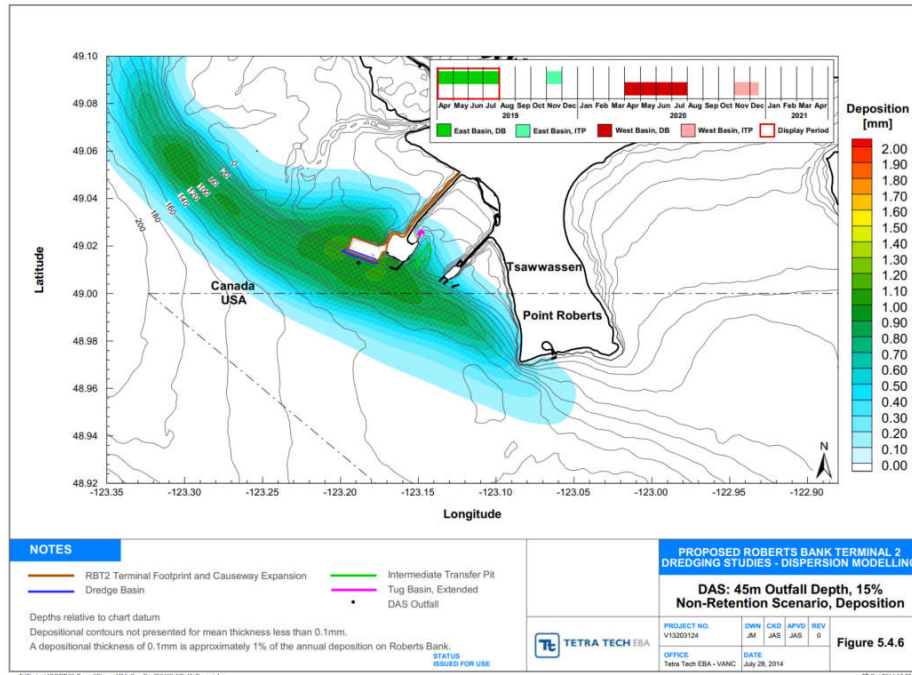 49.10
49.08
49.06
49.04
49.02
49.00
48.98
48.96
48.94
48.92
Latitude
-123.35 -123.30 -123.25 -123.20 -123.15 -123.10 -123.05 -123.00 -122.95 -122.90
Longitude
Apr May Jun Jul Aug Sep Oct Nov Dec Jan Feb Mar Apr May Jun Jul Aug Sep Oct Nov Dec Jan Feb Mar Apr
2019 2020 2021
East Basin, DB East Basin, ITP West Basin, DB West Basin, ITP Display Period
Deposition
[mm]
2.00
1.90
1.80
1.70
1.60
1.50
1.40
1.30
1.20
1.10
1.00
0.90
0.80
0.70
0.60
0.50
0.40
0.30
0.20
0.10
0.00
200
180
160
140
120
100
0
Canada
USA
Tsawwassen
Point Roberts
N
NOTES
RBT2 Terminal Footprint and Causeway Expansion
Dredge Basin
Intermediate Transfer Pit
Tug Basin, Extended
DAS Outfall
Depths relative to chart datum
Depositional contours not presented for mean thickness less than 0.1mm.
A depositional thickness of 0.1mm is approximately 1% of the annual deposition on Roberts Bank.
STATUS
ISSUED FOR USE
TETRA TECH EBA
PROPOSED ROBERTS BANK TERMINAL 2
DREDGING STUDIES - DISPERSION MODELLING
DAS: 45m Outfall Depth, 15%
Non-Retention Scenario, Deposition
PROJECT NO. DWN CKD APVD REV
V13203124 JM JAS JAS 0
OFFICE DATE
Tetra Tech EBA - VANC July 28, 2014
Figure 5.4.6